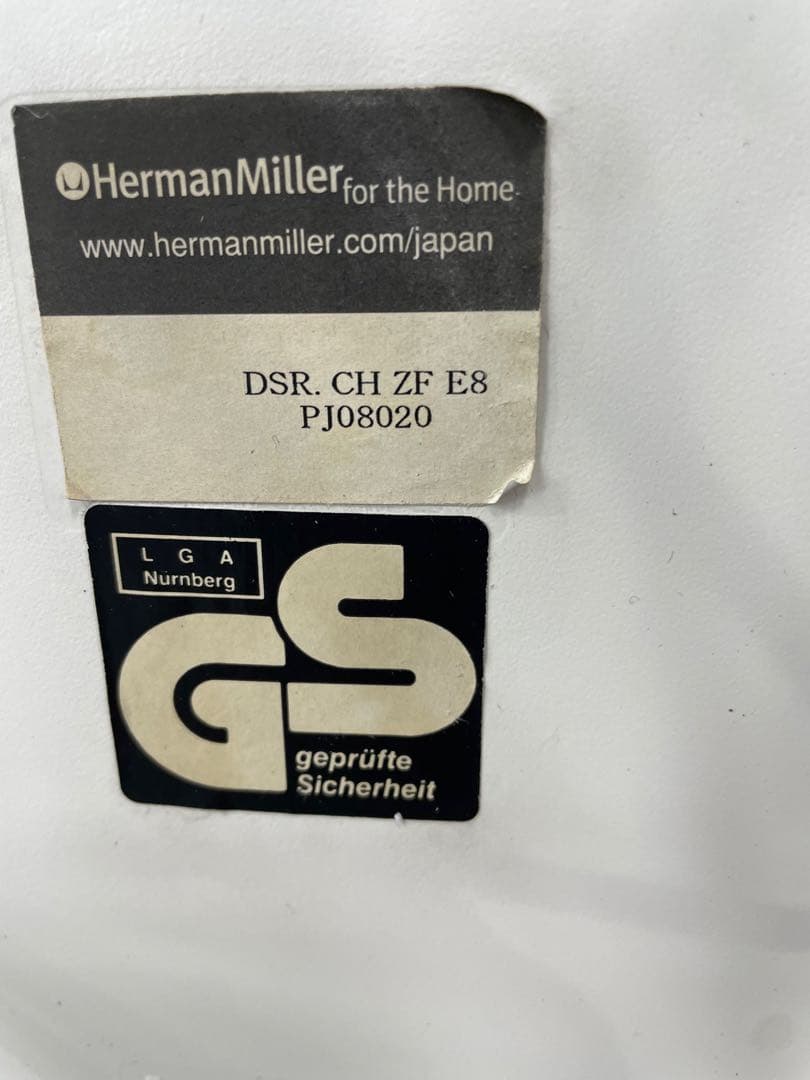 HermanMiller for the Home
www.hermanmiller.com/japan
DSR. CH ZF E8
PJ08020
L G A
Nürnberg
GS
geprüfte
Sicherheit